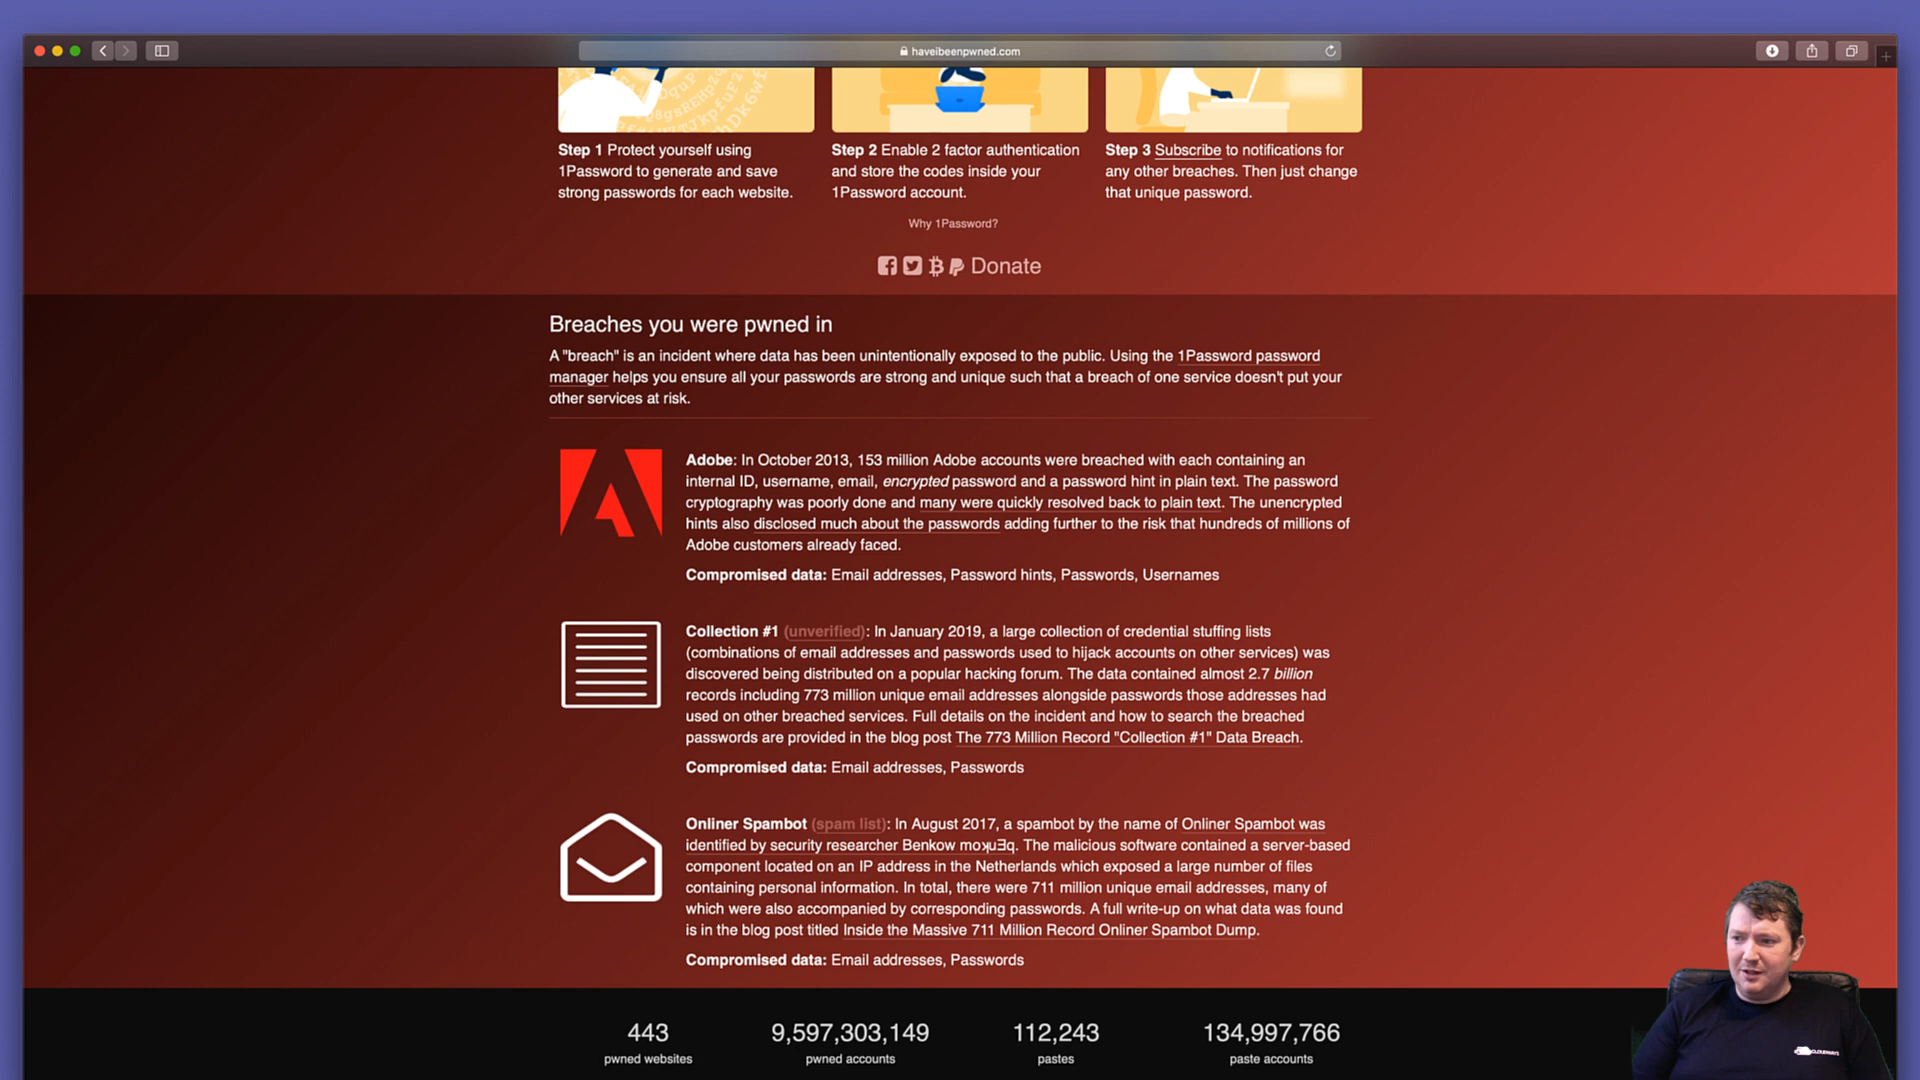 haveibeenpwned.com
Step 1 Protect yourself using
1Password to generate and save
strong passwords for each website.
Step 2 Enable 2 factor authentication
and store the codes inside your
1Password account.
Step 3 Subscribe to notifications for
any other breaches. Then just change
that unique password.
Why 1Password?
Donate
Breaches you were pwned in
A "breach" is an incident where data has been unintentionally exposed to the public. Using the 1Password password
manager helps you ensure all your passwords are strong and unique such that a breach of one service doesn't put your
other services at risk.
Adobe: In October 2013, 153 million Adobe accounts were breached with each containing an
internal ID, username, email, encrypted password and a password hint in plain text. The password
cryptography was poorly done and many were quickly resolved back to plain text. The unencrypted
hints also disclosed much about the passwords adding further to the risk that hundreds of millions of
Adobe customers already faced.
Compromised data: Email addresses, Password hints, Passwords, Usernames
Collection #1 (unverified): In January 2019, a large collection of credential stuffing lists
(combinations of email addresses and passwords used to hijack accounts on other services) was
discovered being distributed on a popular hacking forum. The data contained almost 2.7 billion
records including 773 million unique email addresses alongside passwords those addresses had
used on other breached services. Full details on the incident and how to search the breached
passwords are provided in the blog post The 773 Million Record "Collection #1" Data Breach.
Compromised data: Email addresses, Passwords
Onliner Spambot (spam list): In August 2017, a spambot by the name of Onliner Spambot was
identified by security researcher Benkow moʞuƎq. The malicious software contained a server-based
component located on an IP address in the Netherlands which exposed a large number of files
containing personal information. In total, there were 711 million unique email addresses, many of
which were also accompanied by corresponding passwords. A full write-up on what data was found
is in the blog post titled Inside the Massive 711 Million Record Onliner Spambot Dump.
Compromised data: Email addresses, Passwords
443
pwned websites
9,597,303,149
pwned accounts
112,243
pastes
134,997,766
paste accounts
CLOUDWAYS